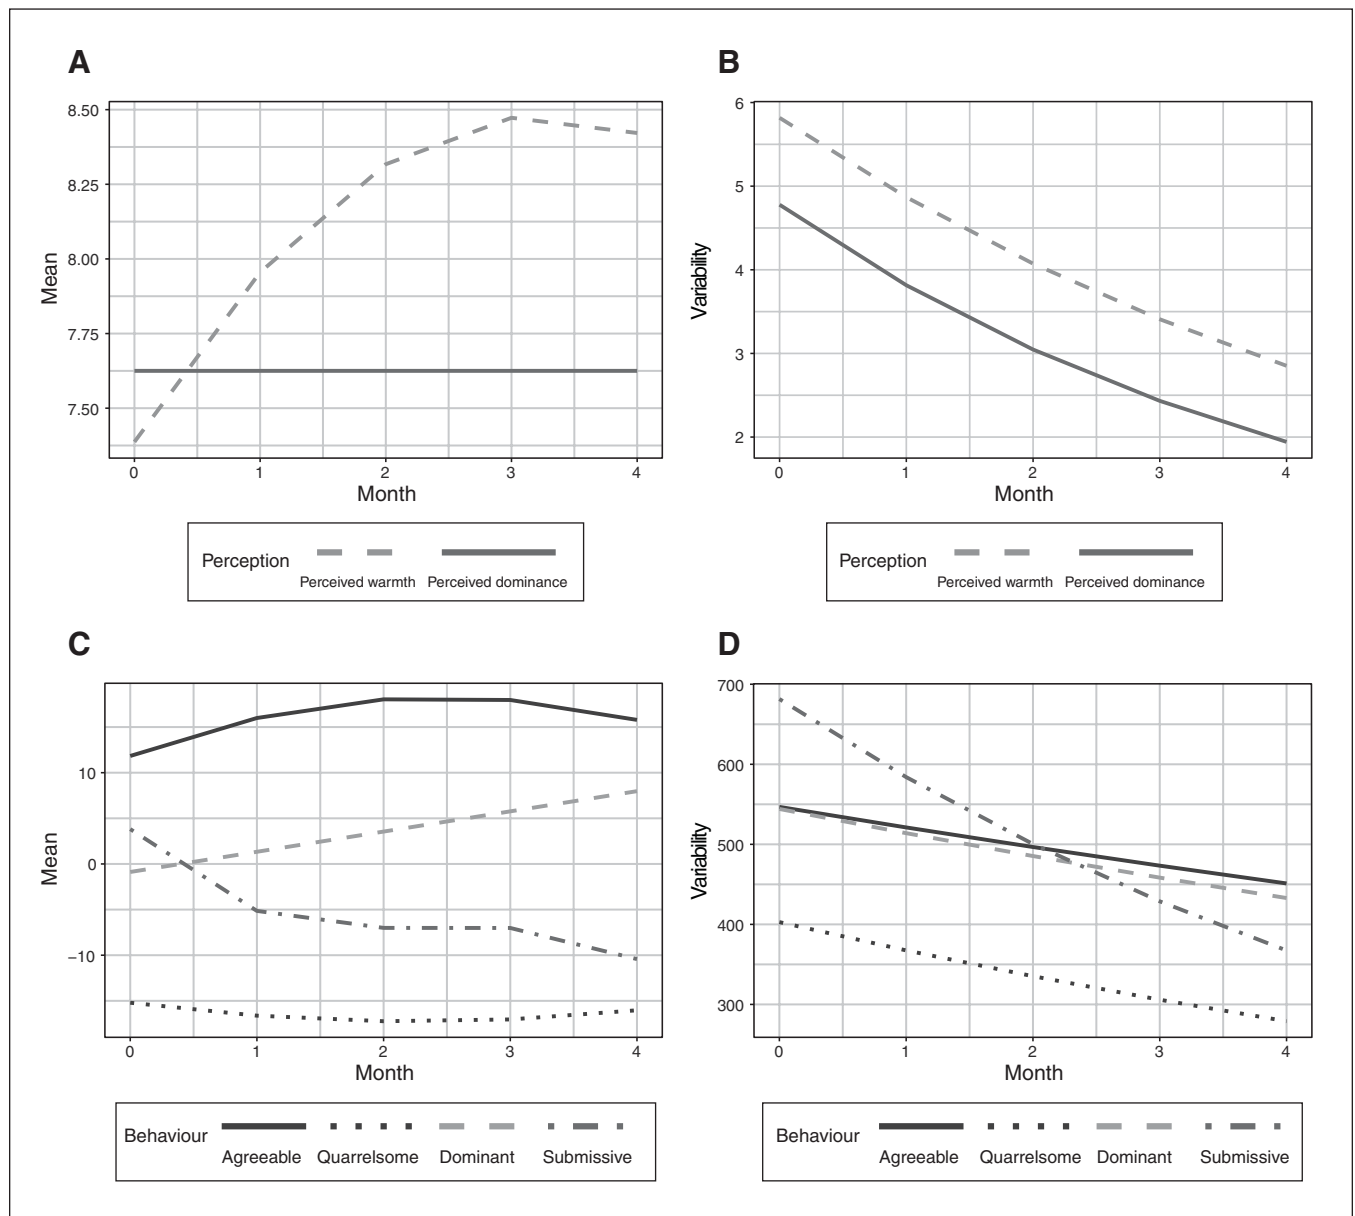 A
B
8.50
8.25
8.00
7.75
7.50
Mean
0 1 2 3 4
Month
Perception
Perceived warmth Perceived dominance
6
5
4
3
2
Variability
0 1 2 3 4
Month
Perception
Perceived warmth Perceived dominance
C
D
10
0
−10
Mean
0 1 2 3 4
Month
Behaviour
Agreeable Quarrelsome Dominant Submissive
700
600
500
400
300
Variability
0 1 2 3 4
Month
Behaviour
Agreeable Quarrelsome Dominant Submissive